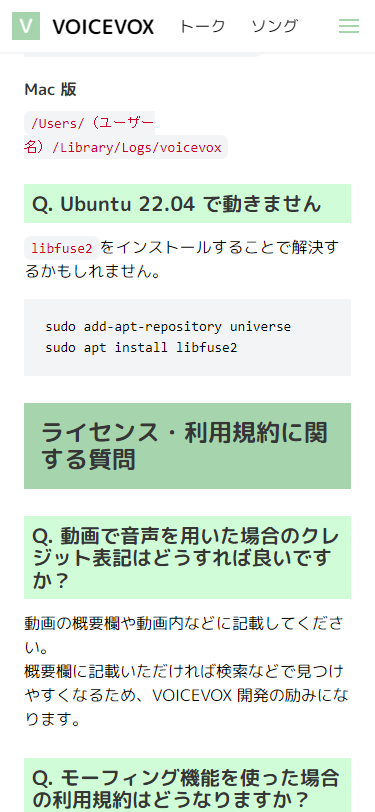 V VOICEVOX トーク ソング
Mac 版
/Users/（ユーザー
名）/Library/Logs/voicevox
Q. Ubuntu 22.04 で動きません
libfuse2 をインストールすることで解決す
るかもしれません。
sudo add-apt-repository universe
sudo apt install libfuse2
ライセンス・利用規約に関
する質問
Q. 動画で音声を用いた場合のクレ
ジット表記はどうすれば良いです
か？
動画の概要欄や動画内などに記載してくださ
い。
概要欄に記載いただければ検索などで見つけ
やすくなるため、VOICEVOX 開発の励みにな
ります。
Q. モーフィング機能を使った場合
の利用規約はどうなりますか？